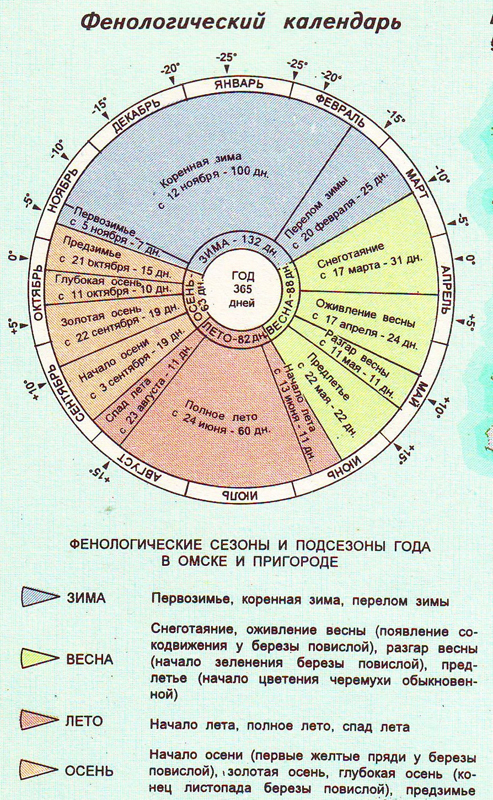 Фенологический календарь
-25°
-25°
-20°
-20°
-15°
-15°
-10°
-10°
-5°
-5°
0°
0°
+5°
+5°
+10°
+10°
+15°
+15°
ЯНВАРЬ
ФЕВРАЛЬ
МАРТ
АПРЕЛЬ
МАЙ
ИЮНЬ
ИЮЛЬ
АВГУСТ
СЕНТЯБРЬ
ОКТЯБРЬ
НОЯБРЬ
ДЕКАБРЬ
Коренная зима
с 12 ноября - 100 дн.
Перелом зимы
с 20 февраля - 25 дн.
Снеготаяние
с 17 марта - 31 дн.
Оживление весны
с 17 апреля - 24 дн.
Разгар весны
с 11 мая - 11 дн.
Предлетье
с 22 мая - 22 дн.
Начало лета
с 13 июня - 11 дн.
Полное лето
с 24 июня - 60 дн.
Спад лета
с 23 августа - 11 дн.
Начало осени
с 3 сентября - 19 дн.
Золотая осень
с 22 сентября - 19 дн.
Глубокая осень
с 11 октября - 10 дн.
Предзимье
с 21 октября - 15 дн.
Первозимье
с 5 ноября - 7 дн.
ЗИМА - 132 дн.
ВЕСНА-88 дн.
ЛЕТО-82 дн.
ОСЕНЬ-63 дн.
ГОД
365
дней
ФЕНОЛОГИЧЕСКИЕ СЕЗОНЫ И ПОДСЕЗОНЫ ГОДА
В ОМСКЕ И ПРИГОРОДЕ
ЗИМА Первозимье, коренная зима, перелом зимы
ВЕСНА Снеготаяние, оживление весны (появление со-
кодвижения у березы повислой), разгар весны
(начало зеленения березы повислой), пред-
летье (начало цветения черемухи обыкновен-
ной)
ЛЕТО Начало лета, полное лето, спад лета
ОСЕНЬ Начало осени (первые желтые пряди у березы
повислой), золотая осень, глубокая осень (ко-
нец листопада березы повислой), предзимье